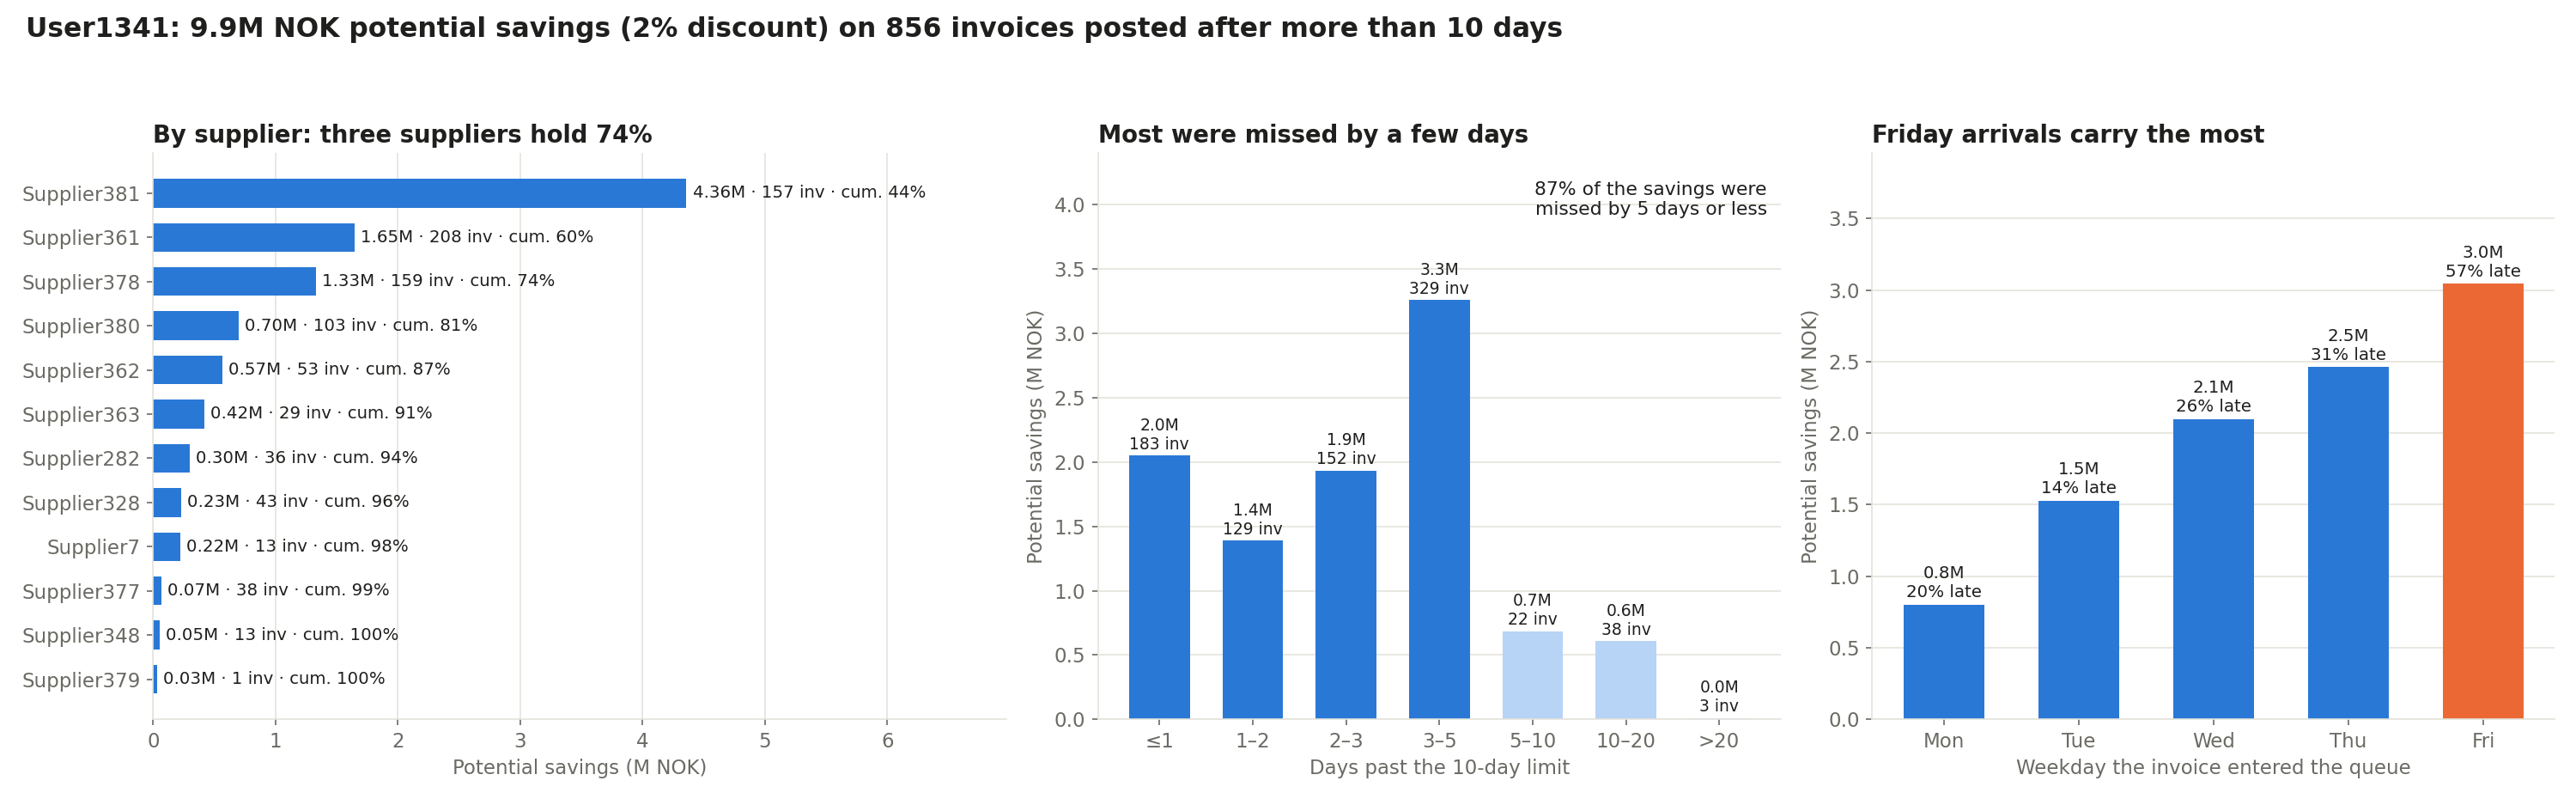 User1341: 9.9M NOK potential savings (2% discount) on 856 invoices posted after more than 10 days
By supplier: three suppliers hold 74%
Supplier381
4.36M · 157 inv · cum. 44%
Supplier361
1.65M · 208 inv · cum. 60%
Supplier378
1.33M · 159 inv · cum. 74%
Supplier380
0.70M · 103 inv · cum. 81%
Supplier362
0.57M · 53 inv · cum. 87%
Supplier363
0.42M · 29 inv · cum. 91%
Supplier282
0.30M · 36 inv · cum. 94%
Supplier328
0.23M · 43 inv · cum. 96%
Supplier7
0.22M · 13 inv · cum. 98%
Supplier377
0.07M · 38 inv · cum. 99%
Supplier348
0.05M · 13 inv · cum. 100%
Supplier379
0.03M · 1 inv · cum. 100%
0 1 2 3 4 5 6
Potential savings (M NOK)
Most were missed by a few days
87% of the savings were
missed by 5 days or less
Potential savings (M NOK)
4.0
3.5
3.0
2.5
2.0
1.5
1.0
0.5
0.0
2.0M
183 inv
1.4M
129 inv
1.9M
152 inv
3.3M
329 inv
0.7M
22 inv
0.6M
38 inv
0.0M
3 inv
≤1 1–2 2–3 3–5 5–10 10–20 >20
Days past the 10-day limit
Friday arrivals carry the most
Potential savings (M NOK)
3.5
3.0
2.5
2.0
1.5
1.0
0.5
0.0
0.8M
20% late
1.5M
14% late
2.1M
26% late
2.5M
31% late
3.0M
57% late
Mon Tue Wed Thu Fri
Weekday the invoice entered the queue